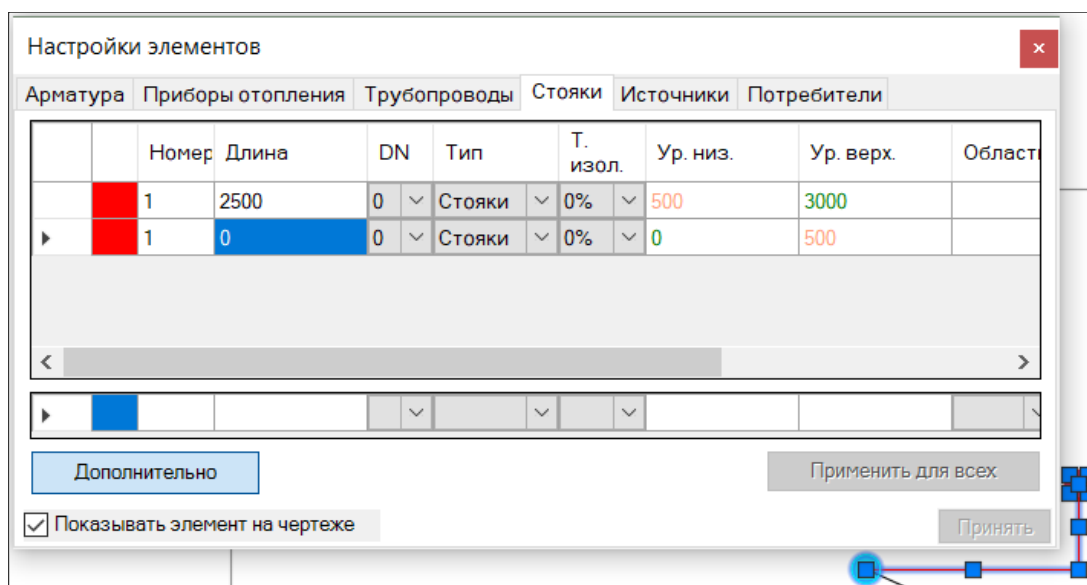 Настройки элементов
Арматура Приборы отопления Трубопроводы Стояки Источники Потребители
Номер Длина DN Тип Т. изол. Ур. низ. Ур. верх. Област
1 2500 0 Стояки 0% 500 3000
1 0 0 Стояки 0% 0 500
Дополнительно Применить для всех
Показывать элемент на чертеже Принять